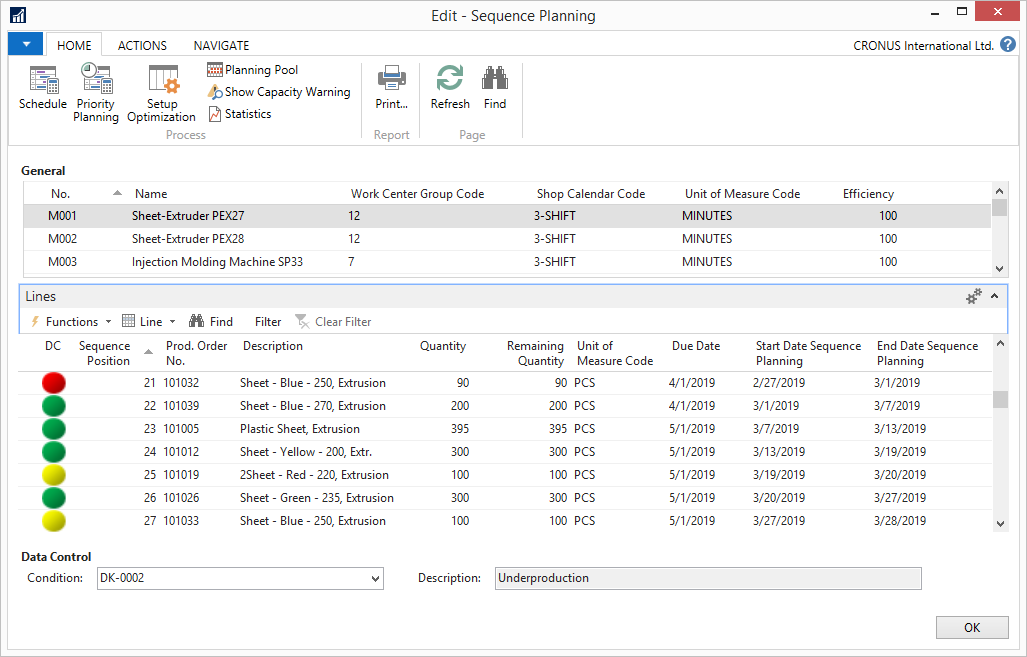 Edit - Sequence Planning
HOME ACTIONS NAVIGATE CRONUS International Ltd. ?
Schedule
Priority Planning
Setup Optimization
Planning Pool
Show Capacity Warning
Statistics
Process
Print...
Report
Refresh
Find
Page
General
No. Name Work Center Group Code Shop Calendar Code Unit of Measure Code Efficiency
M001 Sheet-Extruder PEX27 12 3-SHIFT MINUTES 100
M002 Sheet-Extruder PEX28 12 3-SHIFT MINUTES 100
M003 Injection Molding Machine SP33 7 3-SHIFT MINUTES 100
Lines
Functions Line Find Filter Clear Filter
DC Sequence Position Prod. Order No. Description Quantity Remaining Quantity Unit of Measure Code Due Date Start Date Sequence Planning End Date Sequence Planning
21 101032 Sheet - Blue - 250, Extrusion 90 90 PCS 4/1/2019 2/27/2019 3/1/2019
22 101039 Sheet - Blue - 270, Extrusion 200 200 PCS 4/1/2019 3/1/2019 3/7/2019
23 101005 Plastic Sheet, Extrusion 395 395 PCS 5/1/2019 3/7/2019 3/13/2019
24 101012 Sheet - Yellow - 200, Extr. 300 300 PCS 5/1/2019 3/13/2019 3/19/2019
25 101019 2Sheet - Red - 220, Extrusion 100 100 PCS 5/1/2019 3/19/2019 3/20/2019
26 101026 Sheet - Green - 235, Extrusion 300 300 PCS 5/1/2019 3/20/2019 3/27/2019
27 101033 Sheet - Blue - 250, Extrusion 100 100 PCS 5/1/2019 3/27/2019 3/28/2019
Data Control
Condition: DK-0002 Description: Underproduction
OK